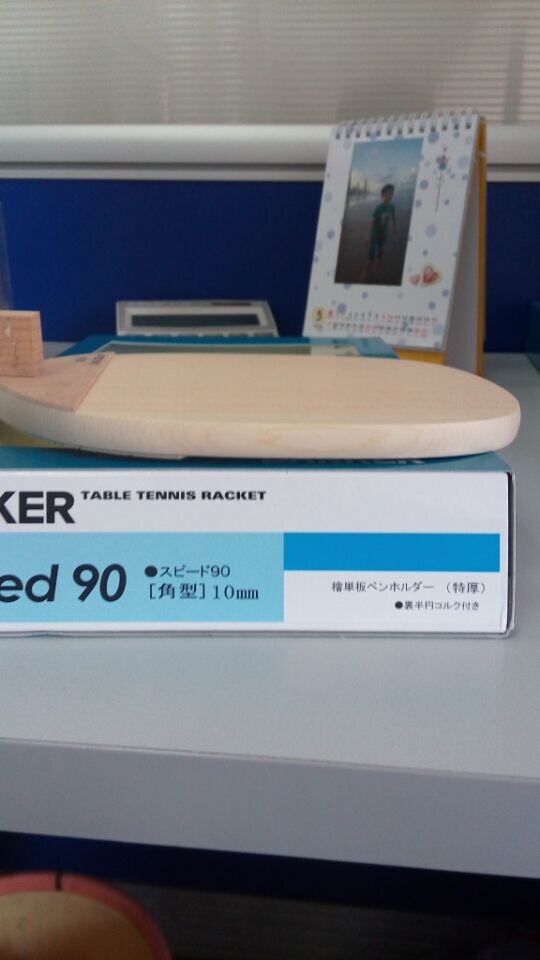 5
KER TABLE TENNIS RACKET
ed 90
●スピード90
[角型]10mm
檜単板ペンホルダー (特厚)
●裏半円コルク付き